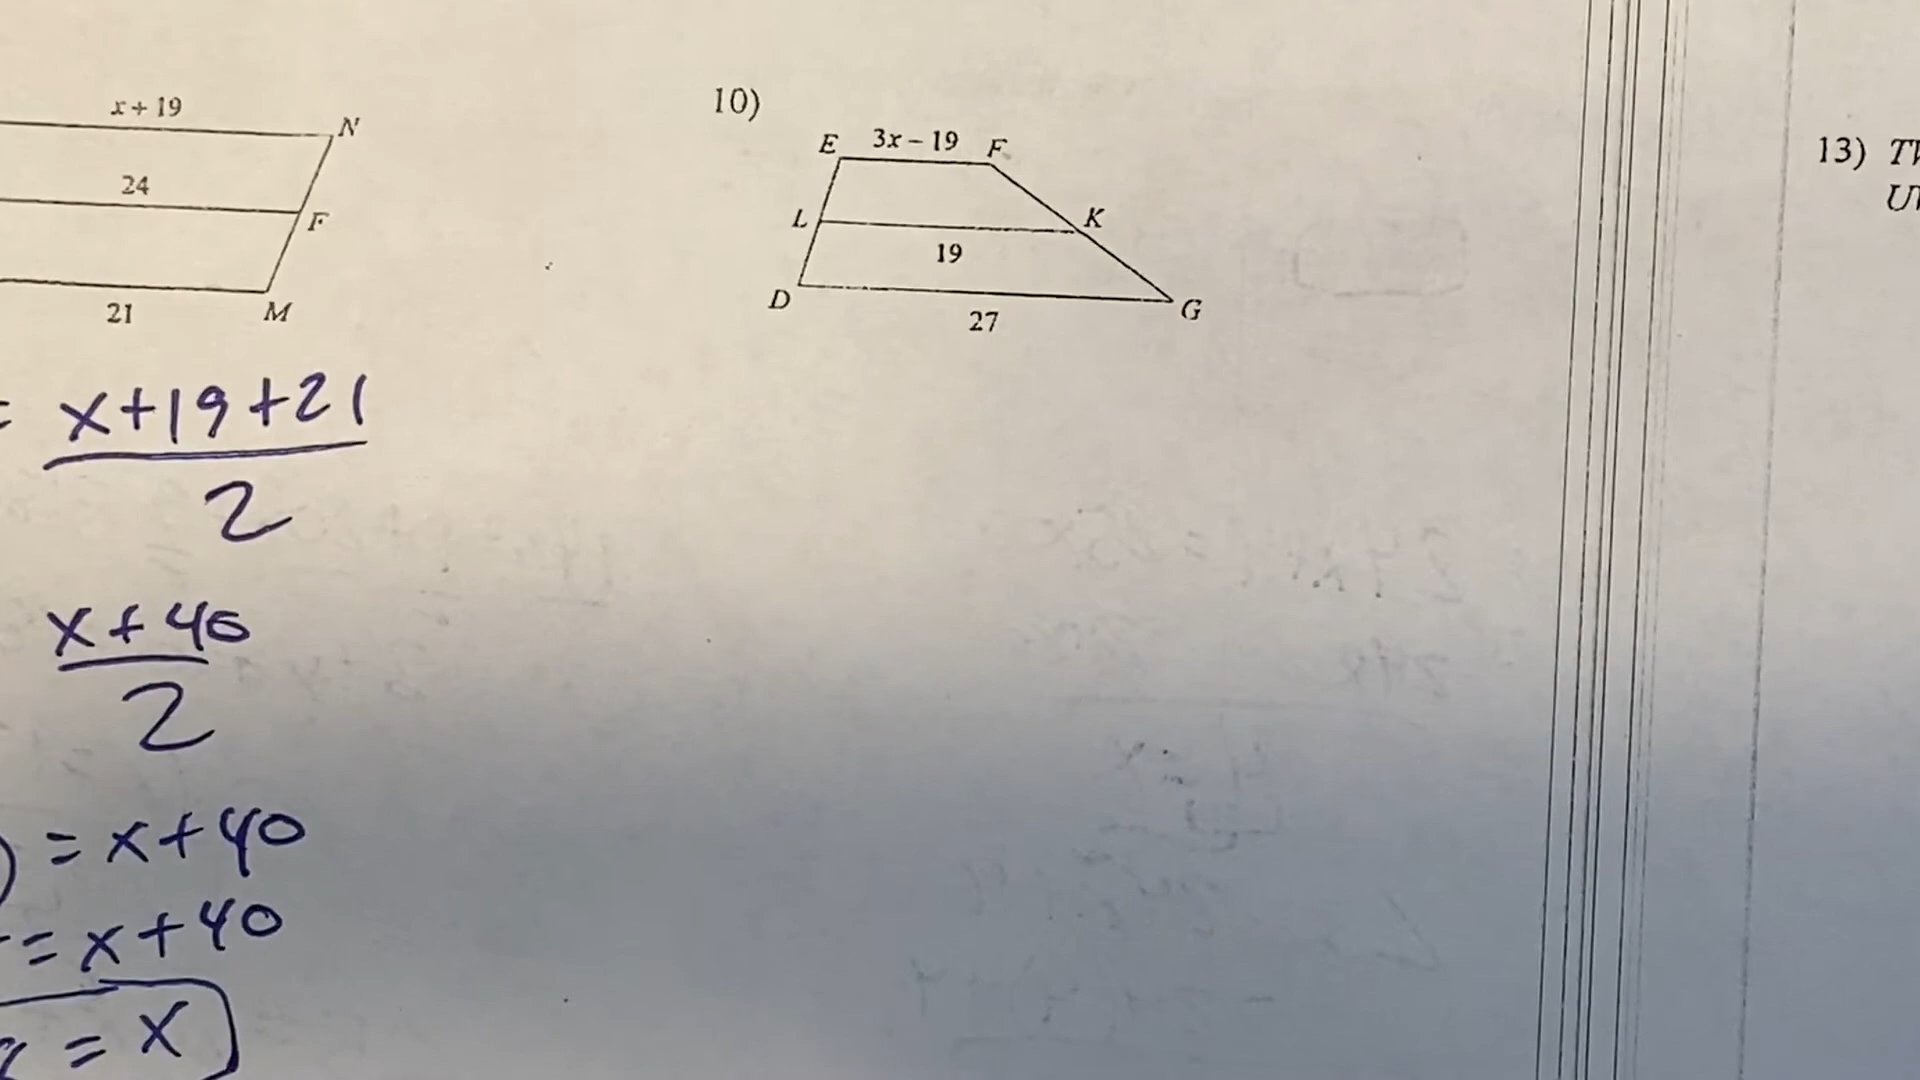 x + 19
N
24
F
21
M
= x+19+21
2
x+40
2
) = x+40
= x+40
= x
10)
E 3x – 19 F
L K
19
D G
27
13)